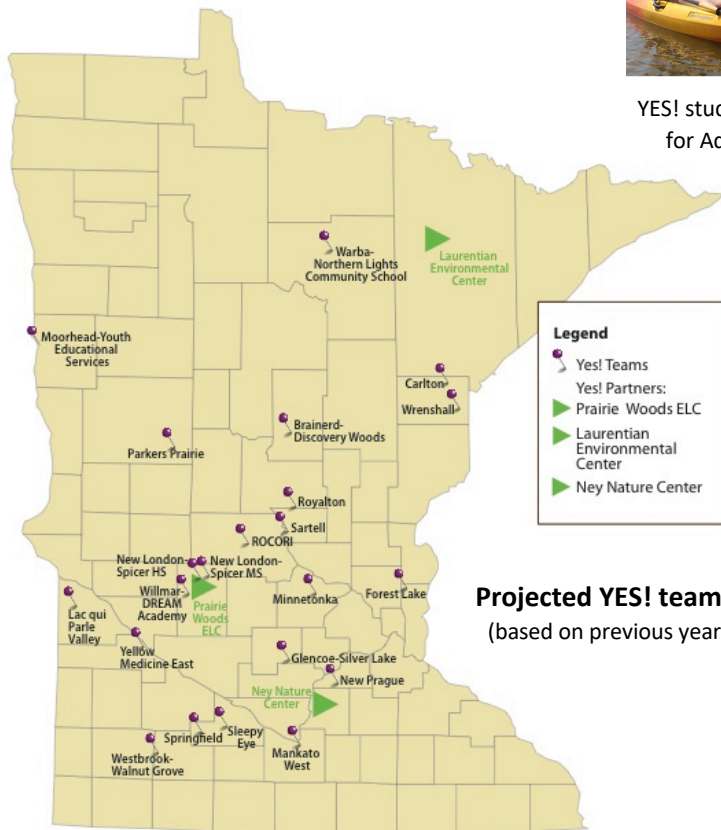 YES! stud
for Ad
Warba-
Northern Lights
Community School
Laurentian
Environmental
Center
Moorhead-Youth
Educational
Services
Legend
Yes! Teams
Yes! Partners:
Prairie Woods ELC
Laurentian
Environmental
Center
Ney Nature Center
Carlton
Wrenshall
Brainerd-
Discovery Woods
Parkers Prairie
Royalton
Sartell
ROCORI
New London-
Spicer HS
New London-
Spicer MS
Willmar-
DREAM
Academy
Prairie
Woods
ELC
Minnetonka
Forest Lake
Projected YES! team
(based on previous year
Lac qui
Parle
Valley
Yellow
Medicine East
Glencoe-Silver Lake
New Prague
Ney Nature
Center
Springfield
Sleepy
Eye
Mankato
West
Westbrook-
Walnut Grove